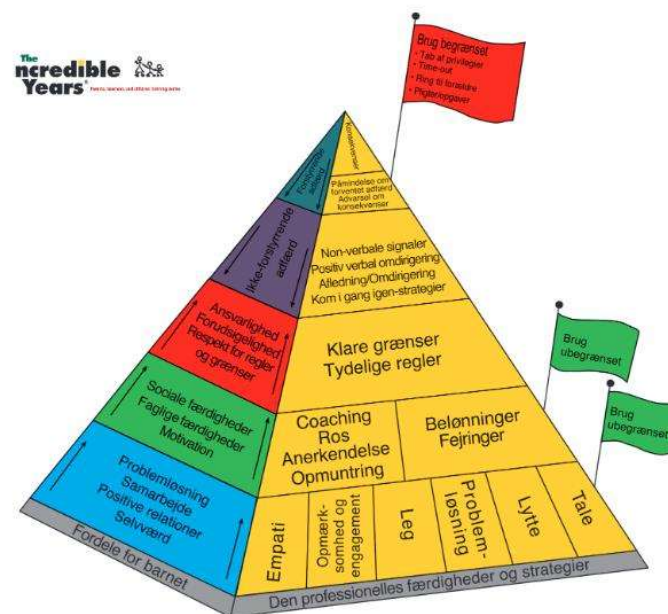 The
ncredible
Years®
Brug begrænset
• Tab af privilegier
• Time-out
• Ring til forældre
• Pligter/opgaver
Konsekvenser
Forstyrrende
adfærd
Påmindelse om
forventet adfærd
Advarsel om
konsekvenser
Ikke-forstyrrende
adfærd
Non-verbale signaler
Positiv verbal omdirigering
Afledning/Omdirigering
Kom i gang igen-strategier
Ansvarlighed
Forudsigelighed
Respekt for regler
og grænser
Klare grænser
Tydelige regler
Brug
ubegrænset
Brug
ubegrænset
Sociale færdigheder
Faglige færdigheder
Motivation
Coaching
Ros
Anerkendelse
Opmuntring
Belønninger
Fejringer
Problemløsning
Samarbejde
Positive relationer
Selvværd
Empati
Opmærk-
somhed og
engagement
Leg
Problem-
løsning
Lytte
Tale
Fordele for barnet
Den professionelles færdigheder og strategier